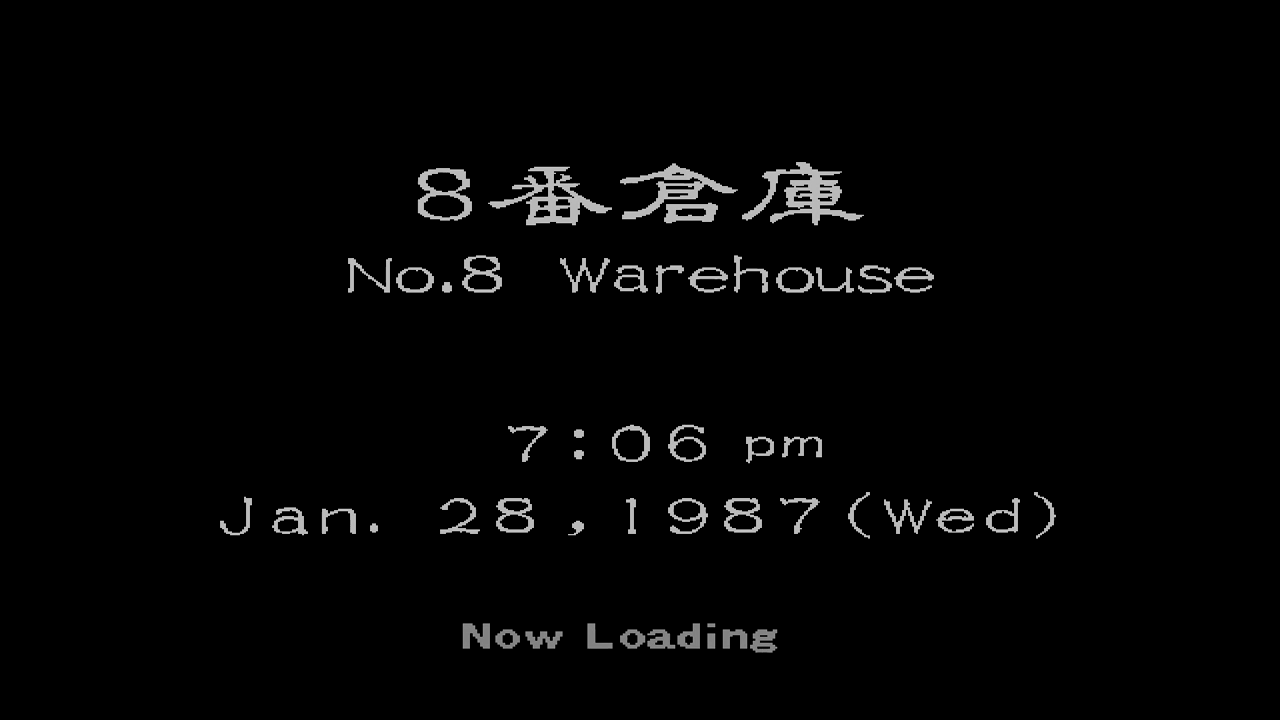 8番倉庫
No.8 Warehouse
7:06 pm
Jan. 28,1987(Wed)
Now Loading